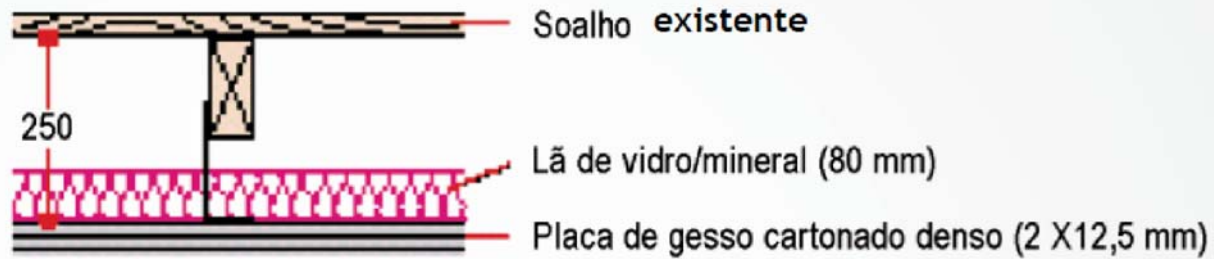 Soalho existente
250
Lã de vidro/mineral (80 mm)
Placa de gesso cartonado denso (2 X12,5 mm)